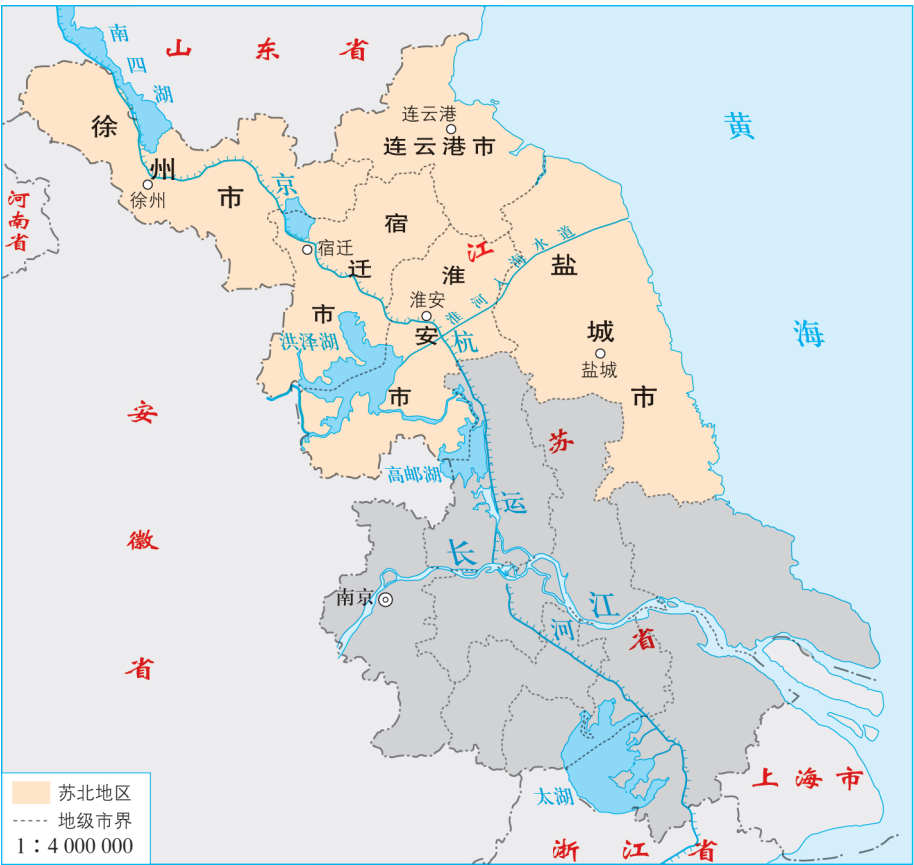 山东省
南四湖
徐州市
徐州
连云港
连云港市
黄海
河南省
京杭运河
宿迁市
宿迁
江苏省
淮河入海水道
盐城市
盐城
淮安市
淮安
洪泽湖
安徽省
高邮湖
长江
南京
太湖
上海市
浙江省
苏北地区
地级市界
1∶4 000 000